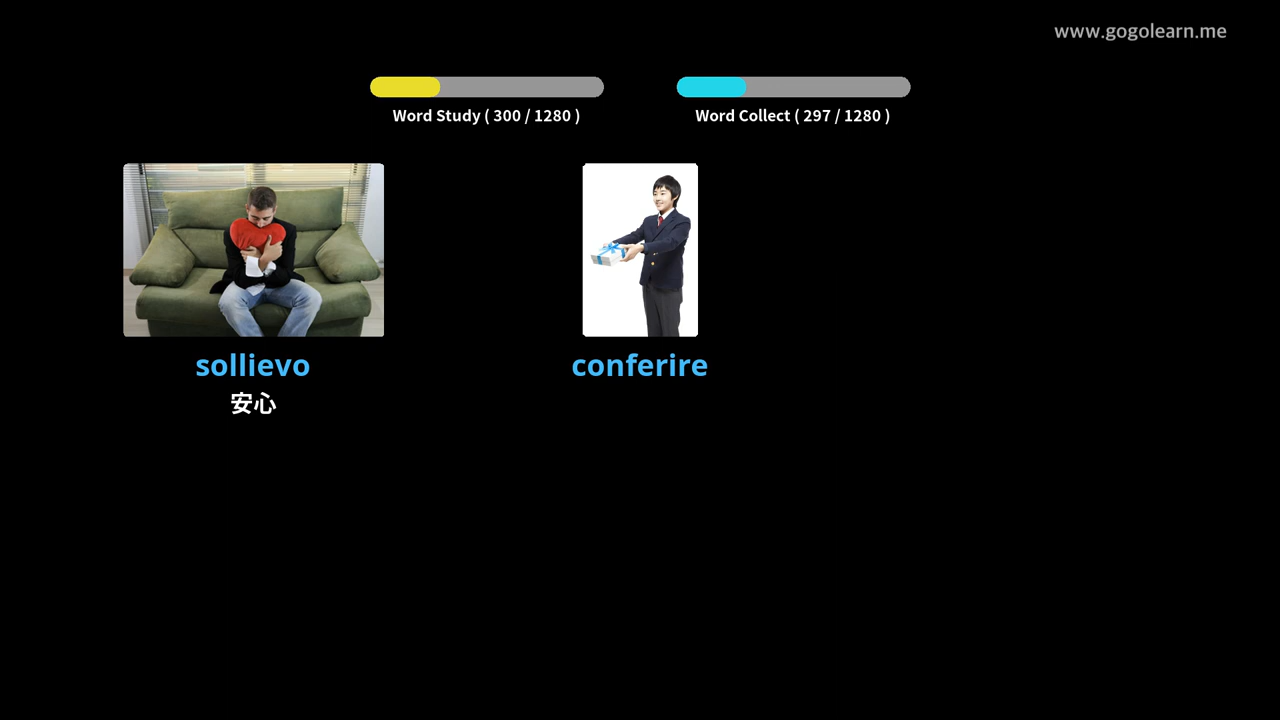 www.gogolearn.me
Word Study ( 300 / 1280 )
Word Collect ( 297 / 1280 )
sollievo
安心
conferire